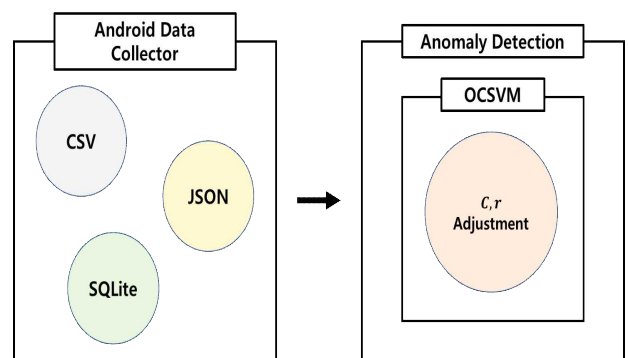 Android Data
Collector
CSV
JSON
SQLite
Anomaly Detection
OCSVM
C, r
Adjustment